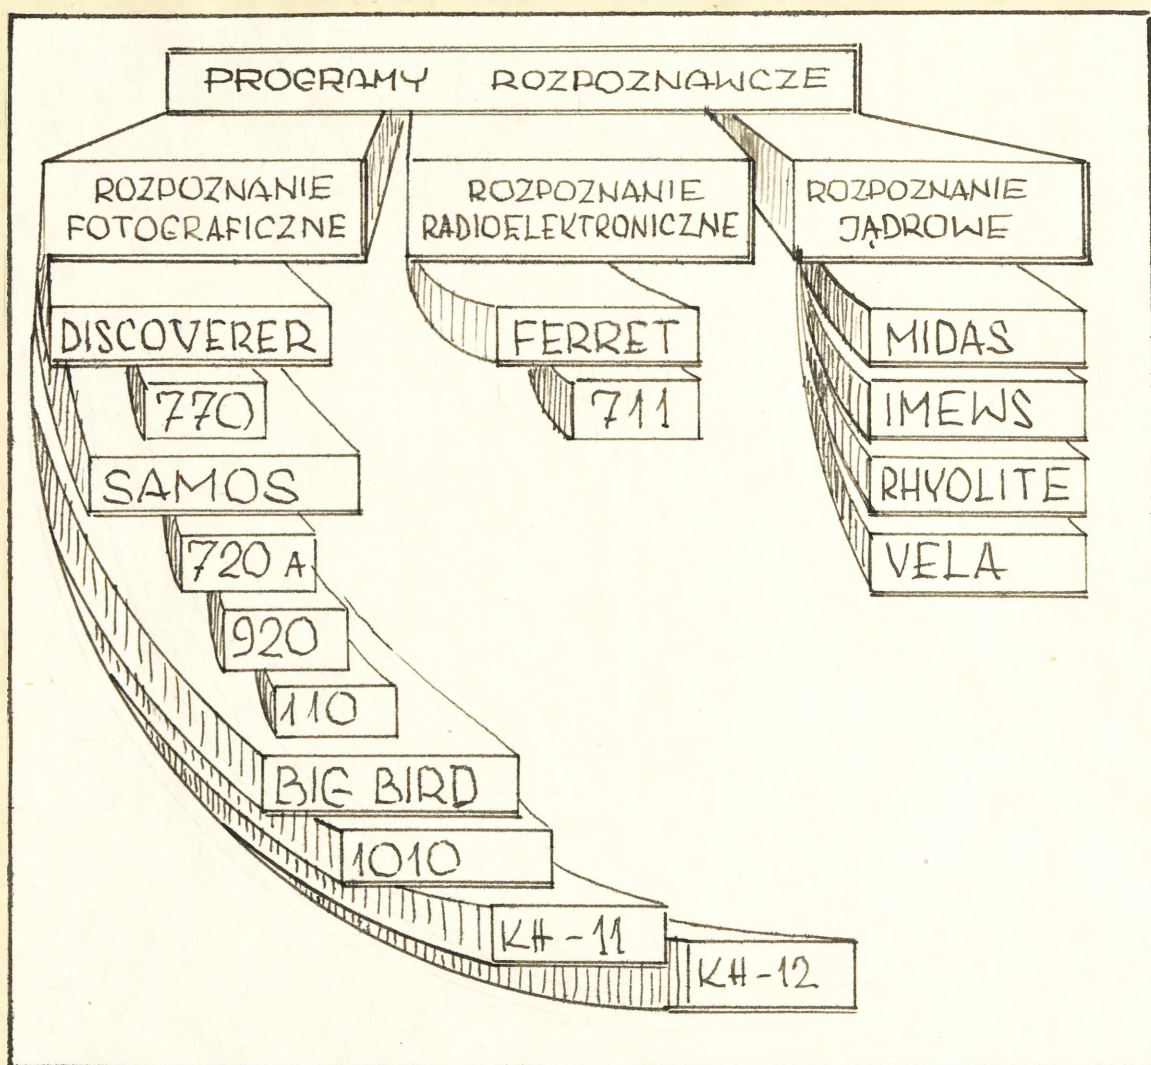 PROGRAMY ROZPOZNAWCZE
ROZPOZNANIE
FOTOGRAFICZNE
ROZPOZNANIE
RADIOELEKTRONICZNE
ROZPOZNANIE
JĄDROWE
DISCOVERER
770
SAMOS
720 A
920
110
BIG BIRD
1010
KH-11
KH-12
FERRET
711
MIDAS
IMEWS
RHYOLITE
VELA